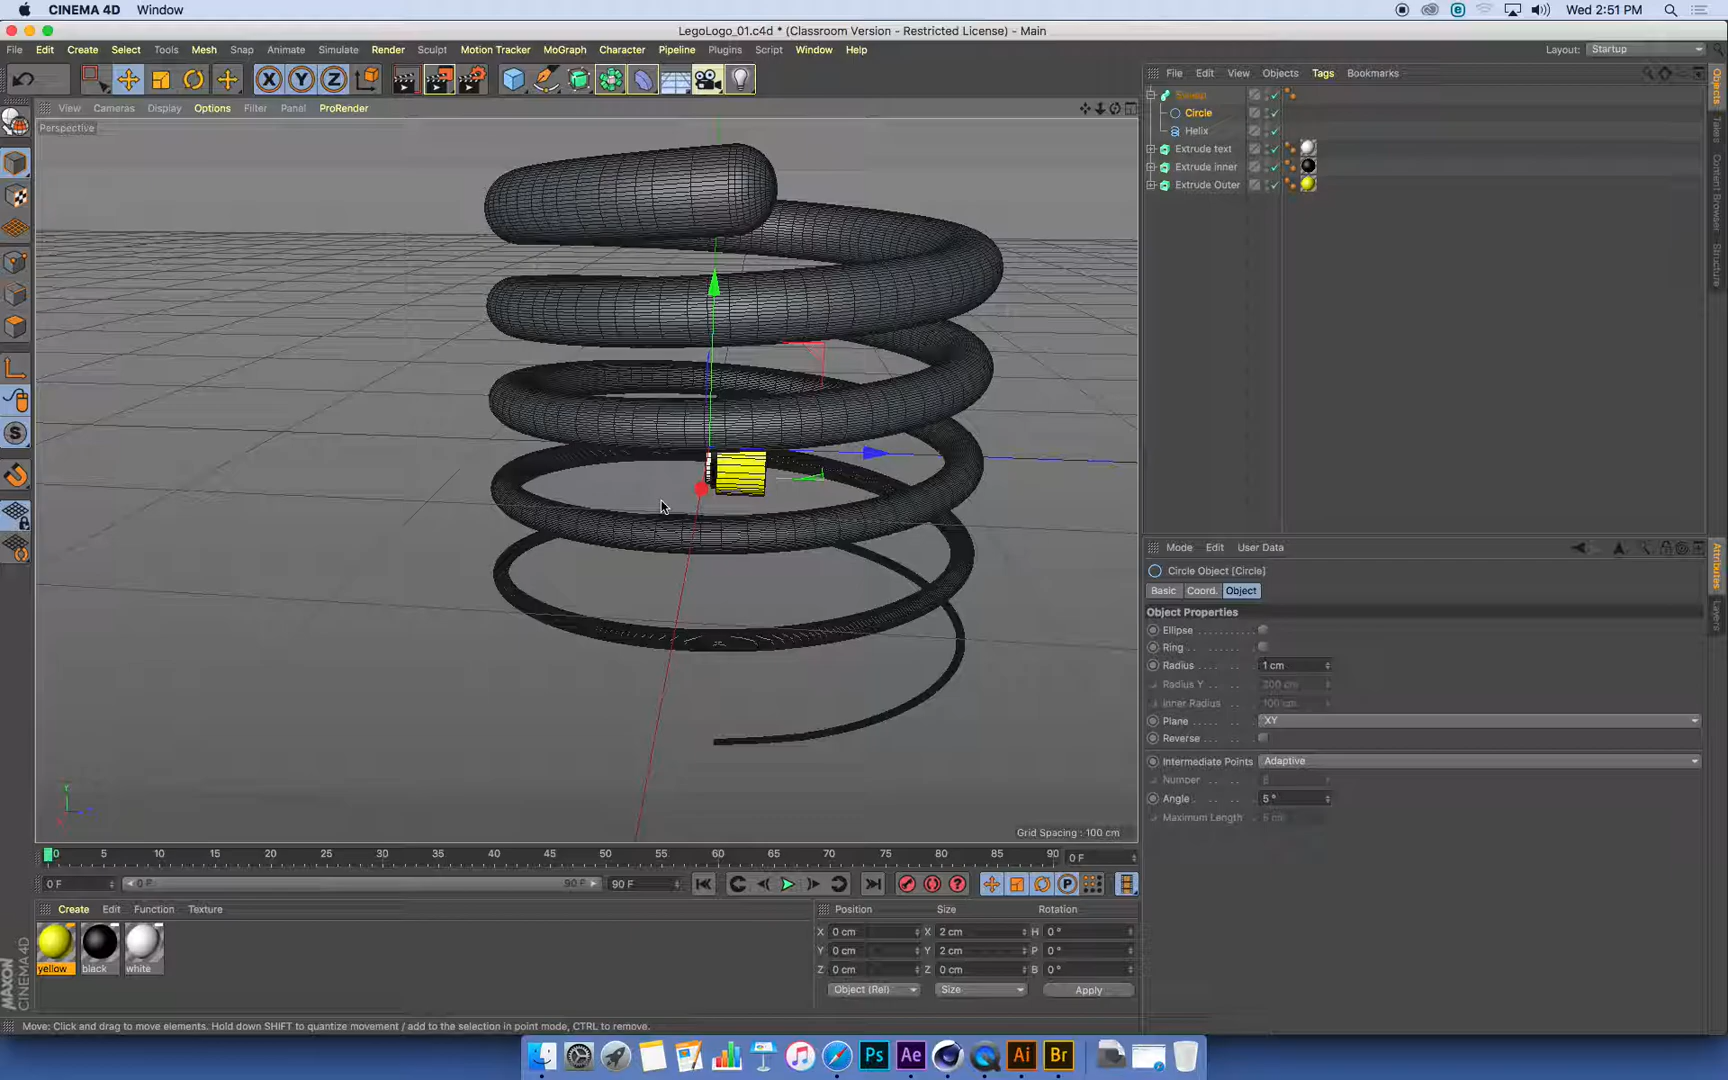 CINEMA 4D Window
Wed 2:51 PM
LegoLogo_01.c4d * (Classroom Version - Restricted License) - Main
File Edit Create Select Tools Mesh Snap Animate Simulate Render Sculpt Motion Tracker MoGraph Character Pipeline Plugins Script Window Help
Layout: Startup
X Y Z
File Edit View Objects Tags Bookmarks
View Cameras Display Options Filter Panel ProRender
Perspective
Sweep
Circle
Helix
Extrude text
Extrude inner
Extrude Outer
Objects
Takes
Content Browser
Structure
Mode Edit User Data
Circle Object [Circle]
Basic Coord. Object
Object Properties
Ellipse
Ring
Radius 1 cm
Radius Y 200 cm
Inner Radius 100 cm
Plane XY
Reverse
Intermediate Points Adaptive
Number 8
Angle 5 °
Maximum Length 5 cm
Attributes
Layers
Y
Grid Spacing : 100 cm
0 5 10 15 20 25 30 35 40 45 50 55 60 65 70 75 80 85 90
0 F
0 F 0 F 90 F 90 F
Create Edit Function Texture
yellow black white
Position Size Rotation
X 0 cm X 2 cm H 0 °
Y 0 cm Y 2 cm P 0 °
Z 0 cm Z 0 cm B 0 °
Object (Rel) Size Apply
MAXON CINEMA 4D
Move: Click and drag to move elements. Hold down SHIFT to quantize movement / add to the selection in point mode, CTRL to remove.
Ps Ae Ai Br